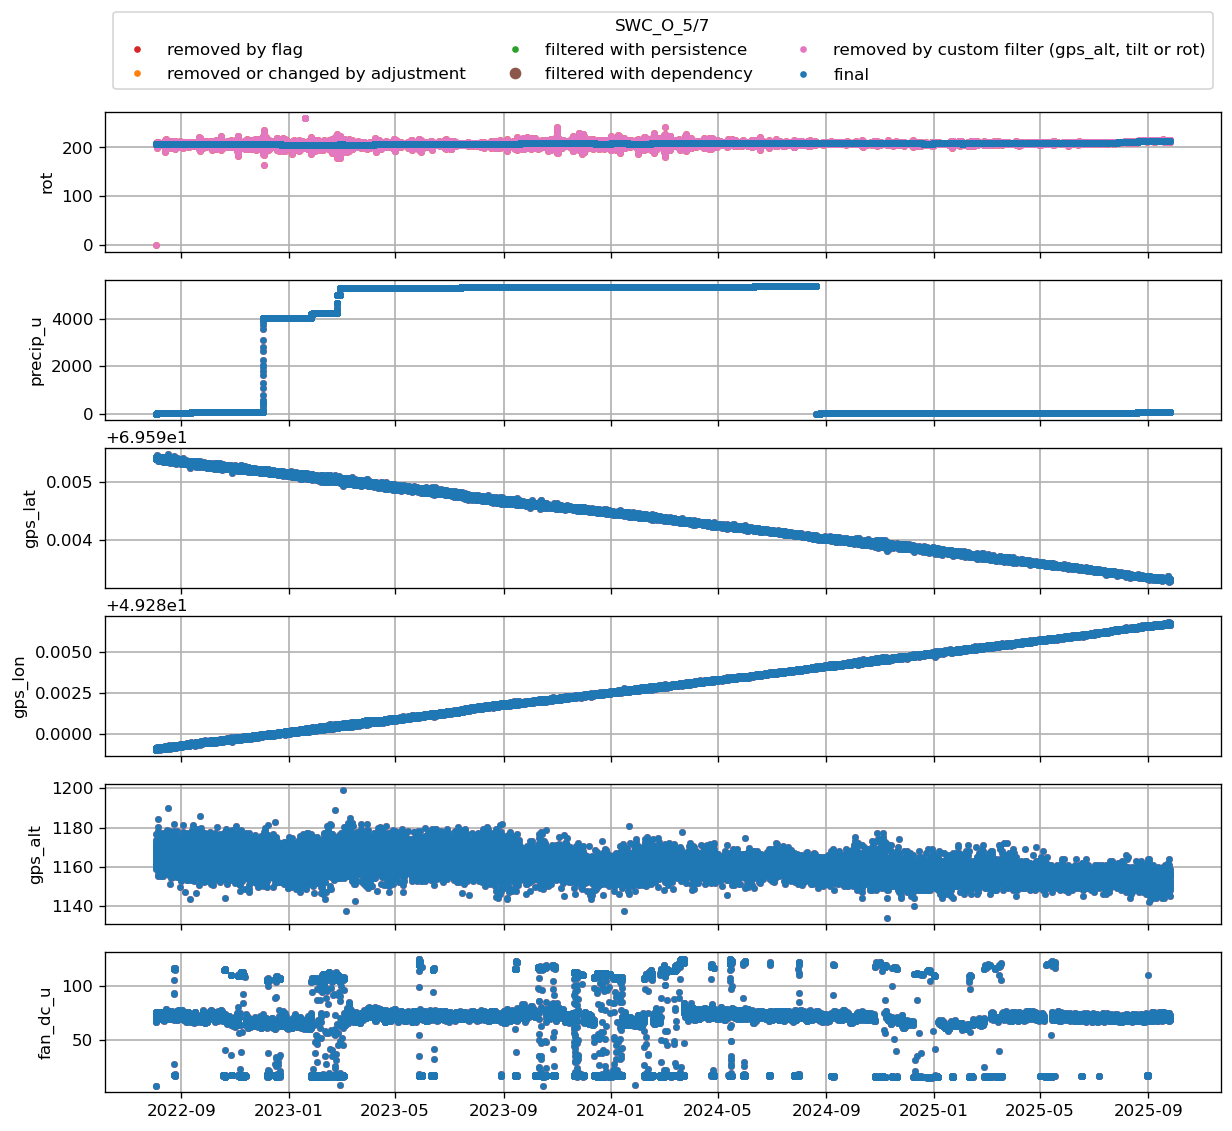 SWC_O_5/7
removed by flag
filtered with persistence
removed by custom filter (gps_alt, tilt or rot)
removed or changed by adjustment
filtered with dependency
final
200
100
0
rot
4000
2000
0
precip_u
+6.959e1
0.005
0.004
gps_lat
+4.928e1
0.0050
0.0025
0.0000
gps_lon
1200
1180
1160
1140
gps_alt
100
50
fan_dc_u
2022-09 2023-01 2023-05 2023-09 2024-01 2024-05 2024-09 2025-01 2025-05 2025-09